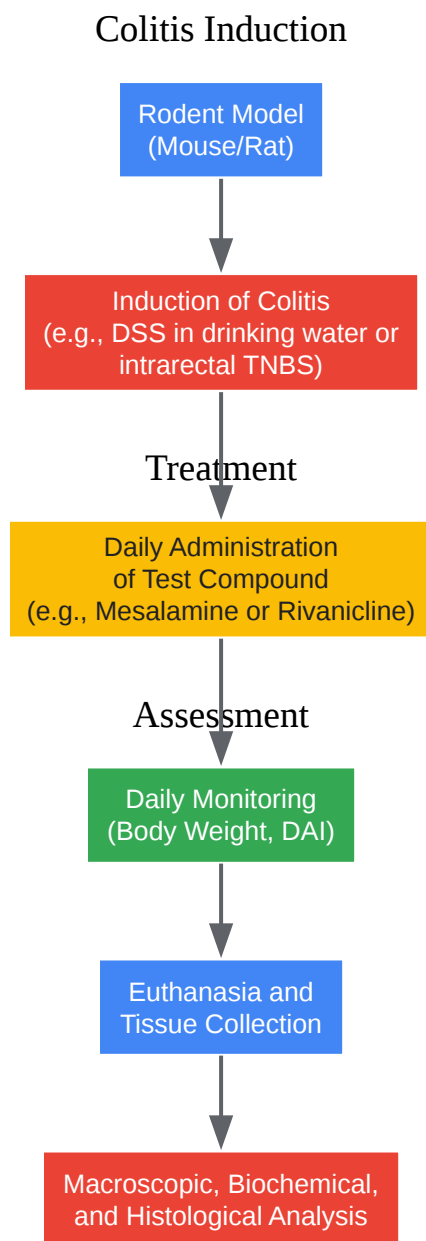 Colitis Induction
Rodent Model
(Mouse/Rat)
Induction of Colitis
(e.g., DSS in drinking water or
intrarectal TNBS)
Treatment
Daily Administration
of Test Compound
(e.g., Mesalamine or Rivanicline)
Assessment
Daily Monitoring
(Body Weight, DAI)
Euthanasia and
Tissue Collection
Macroscopic, Biochemical,
and Histological Analysis